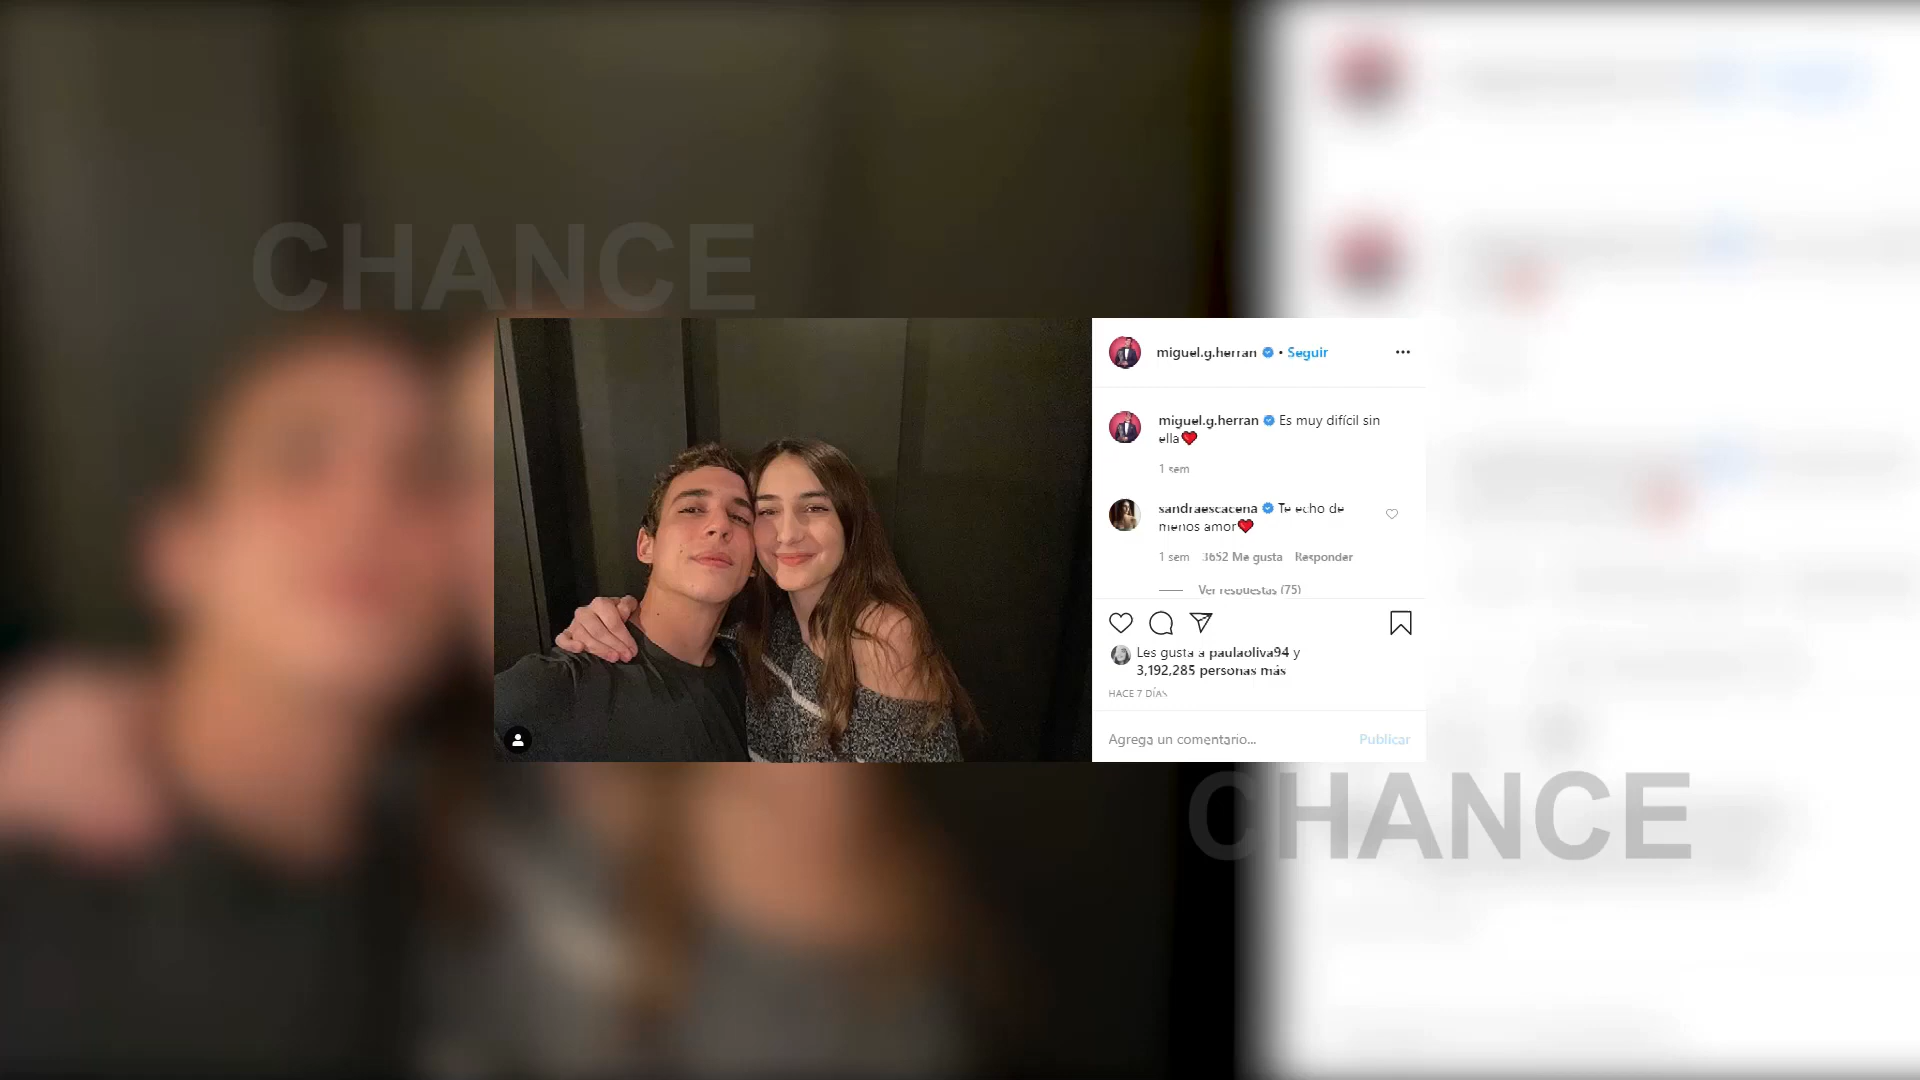 CHANCE
miguel.g.herran • Seguir
miguel.g.herran Es muy difícil sin
ella❤️
1 sem
sandraescacena Te echo de
menos amor❤️
1 sem 3652 Me gusta Responder
Ver respuestas (75)
Les gusta a paulaoliva94 y
3,192,285 personas más
HACE 7 DÍAS
Agrega un comentario... Publicar
CHANCE